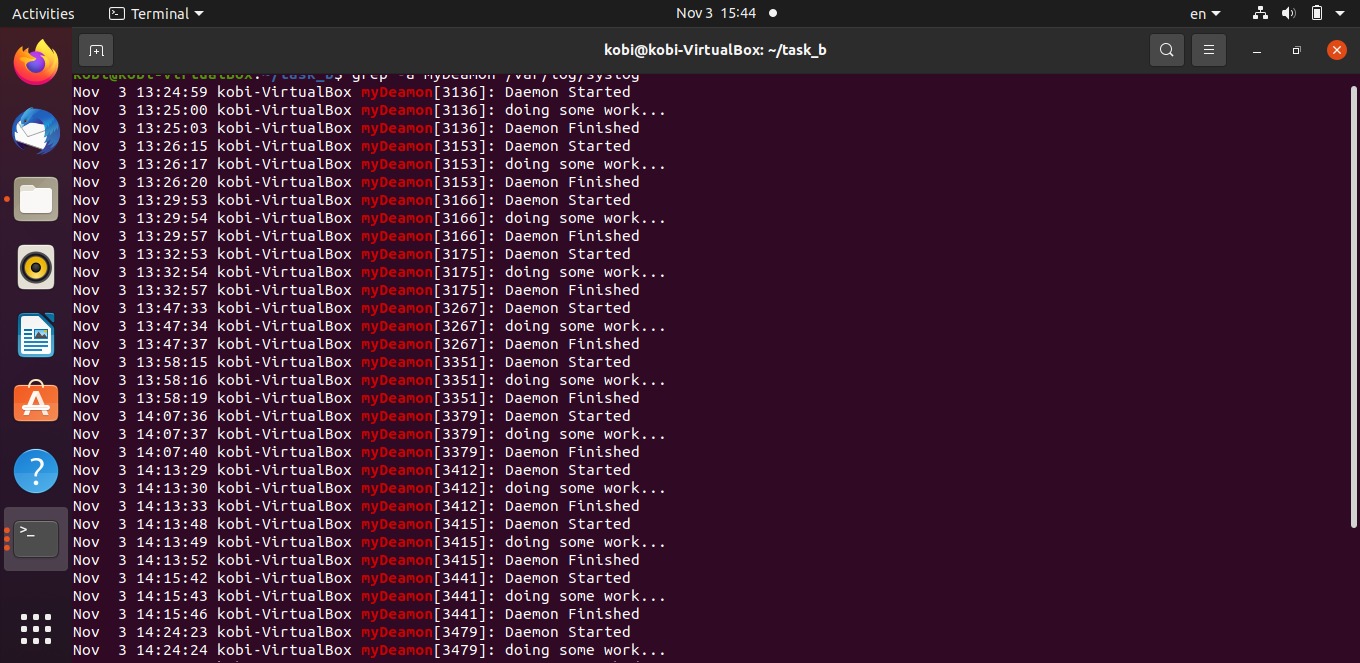 Activities
Terminal
Nov 3 15:44
en
kobi@kobi-VirtualBox: ~/task_b
kobi@kobi-VirtualBox:~/task_b$ grep -a myDeamon /var/log/syslog
Nov  3 13:24:59 kobi-VirtualBox myDeamon[3136]: Daemon Started
Nov  3 13:25:00 kobi-VirtualBox myDeamon[3136]: doing some work...
Nov  3 13:25:03 kobi-VirtualBox myDeamon[3136]: Daemon Finished
Nov  3 13:26:15 kobi-VirtualBox myDeamon[3153]: Daemon Started
Nov  3 13:26:17 kobi-VirtualBox myDeamon[3153]: doing some work...
Nov  3 13:26:20 kobi-VirtualBox myDeamon[3153]: Daemon Finished
Nov  3 13:29:53 kobi-VirtualBox myDeamon[3166]: Daemon Started
Nov  3 13:29:54 kobi-VirtualBox myDeamon[3166]: doing some work...
Nov  3 13:29:57 kobi-VirtualBox myDeamon[3166]: Daemon Finished
Nov  3 13:32:53 kobi-VirtualBox myDeamon[3175]: Daemon Started
Nov  3 13:32:54 kobi-VirtualBox myDeamon[3175]: doing some work...
Nov  3 13:32:57 kobi-VirtualBox myDeamon[3175]: Daemon Finished
Nov  3 13:47:33 kobi-VirtualBox myDeamon[3267]: Daemon Started
Nov  3 13:47:34 kobi-VirtualBox myDeamon[3267]: doing some work...
Nov  3 13:47:37 kobi-VirtualBox myDeamon[3267]: Daemon Finished
Nov  3 13:58:15 kobi-VirtualBox myDeamon[3351]: Daemon Started
Nov  3 13:58:16 kobi-VirtualBox myDeamon[3351]: doing some work...
Nov  3 13:58:19 kobi-VirtualBox myDeamon[3351]: Daemon Finished
Nov  3 14:07:36 kobi-VirtualBox myDeamon[3379]: Daemon Started
Nov  3 14:07:37 kobi-VirtualBox myDeamon[3379]: doing some work...
Nov  3 14:07:40 kobi-VirtualBox myDeamon[3379]: Daemon Finished
Nov  3 14:13:29 kobi-VirtualBox myDeamon[3412]: Daemon Started
Nov  3 14:13:30 kobi-VirtualBox myDeamon[3412]: doing some work...
Nov  3 14:13:33 kobi-VirtualBox myDeamon[3412]: Daemon Finished
Nov  3 14:13:48 kobi-VirtualBox myDeamon[3415]: Daemon Started
Nov  3 14:13:49 kobi-VirtualBox myDeamon[3415]: doing some work...
Nov  3 14:13:52 kobi-VirtualBox myDeamon[3415]: Daemon Finished
Nov  3 14:15:42 kobi-VirtualBox myDeamon[3441]: Daemon Started
Nov  3 14:15:43 kobi-VirtualBox myDeamon[3441]: doing some work...
Nov  3 14:15:46 kobi-VirtualBox myDeamon[3441]: Daemon Finished
Nov  3 14:24:23 kobi-VirtualBox myDeamon[3479]: Daemon Started
Nov  3 14:24:24 kobi-VirtualBox myDeamon[3479]: doing some work...